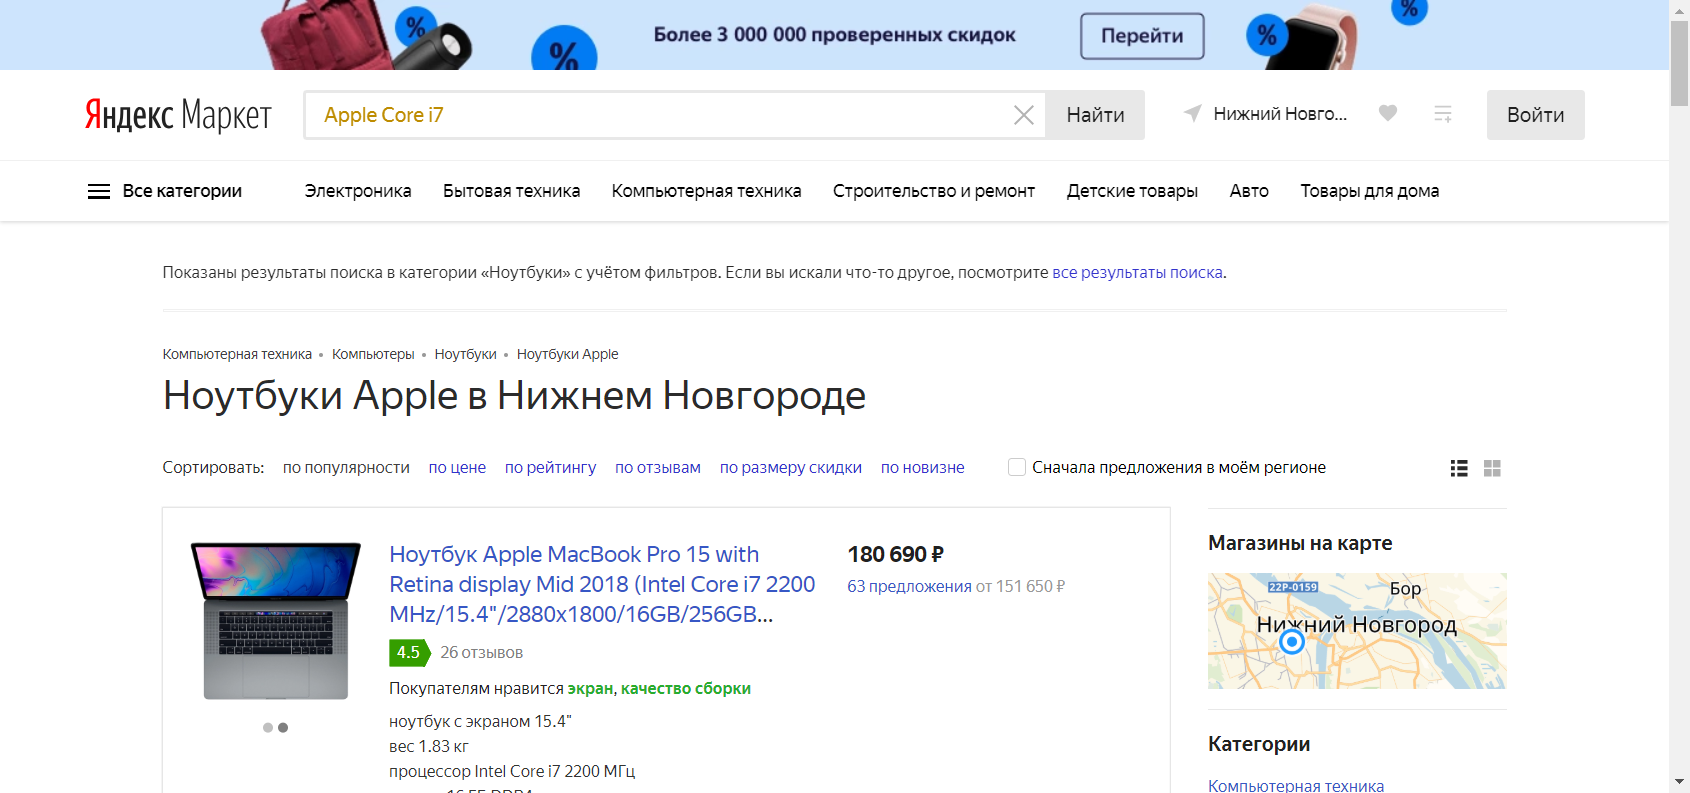 Более 3 000 000 проверенных скидок
Перейти
% % % %
Яндекс Маркет
Apple Core i7
Найти
Нижний Новго...
Войти
Все категории
Электроника
Бытовая техника
Компьютерная техника
Строительство и ремонт
Детские товары
Авто
Товары для дома
Показаны результаты поиска в категории «Ноутбуки» с учётом фильтров. Если вы искали что-то другое, посмотрите все результаты поиска.
Компьютерная техника • Компьютеры • Ноутбуки • Ноутбуки Apple
Ноутбуки Apple в Нижнем Новгороде
Сортировать: по популярности по цене по рейтингу по отзывам по размеру скидки по новизне
Сначала предложения в моём регионе
Ноутбук Apple MacBook Pro 15 with
Retina display Mid 2018 (Intel Core i7 2200
MHz/15.4"/2880x1800/16GB/256GB...
4.5 26 отзывов
Покупателям нравится экран, качество сборки
ноутбук с экраном 15.4"
вес 1.83 кг
процессор Intel Core i7 2200 МГц
180 690 ₽
63 предложения от 151 650 ₽
Магазины на карте
22Р-0159
Бор
Нижний Новгород
Категории
Компьютерная техника